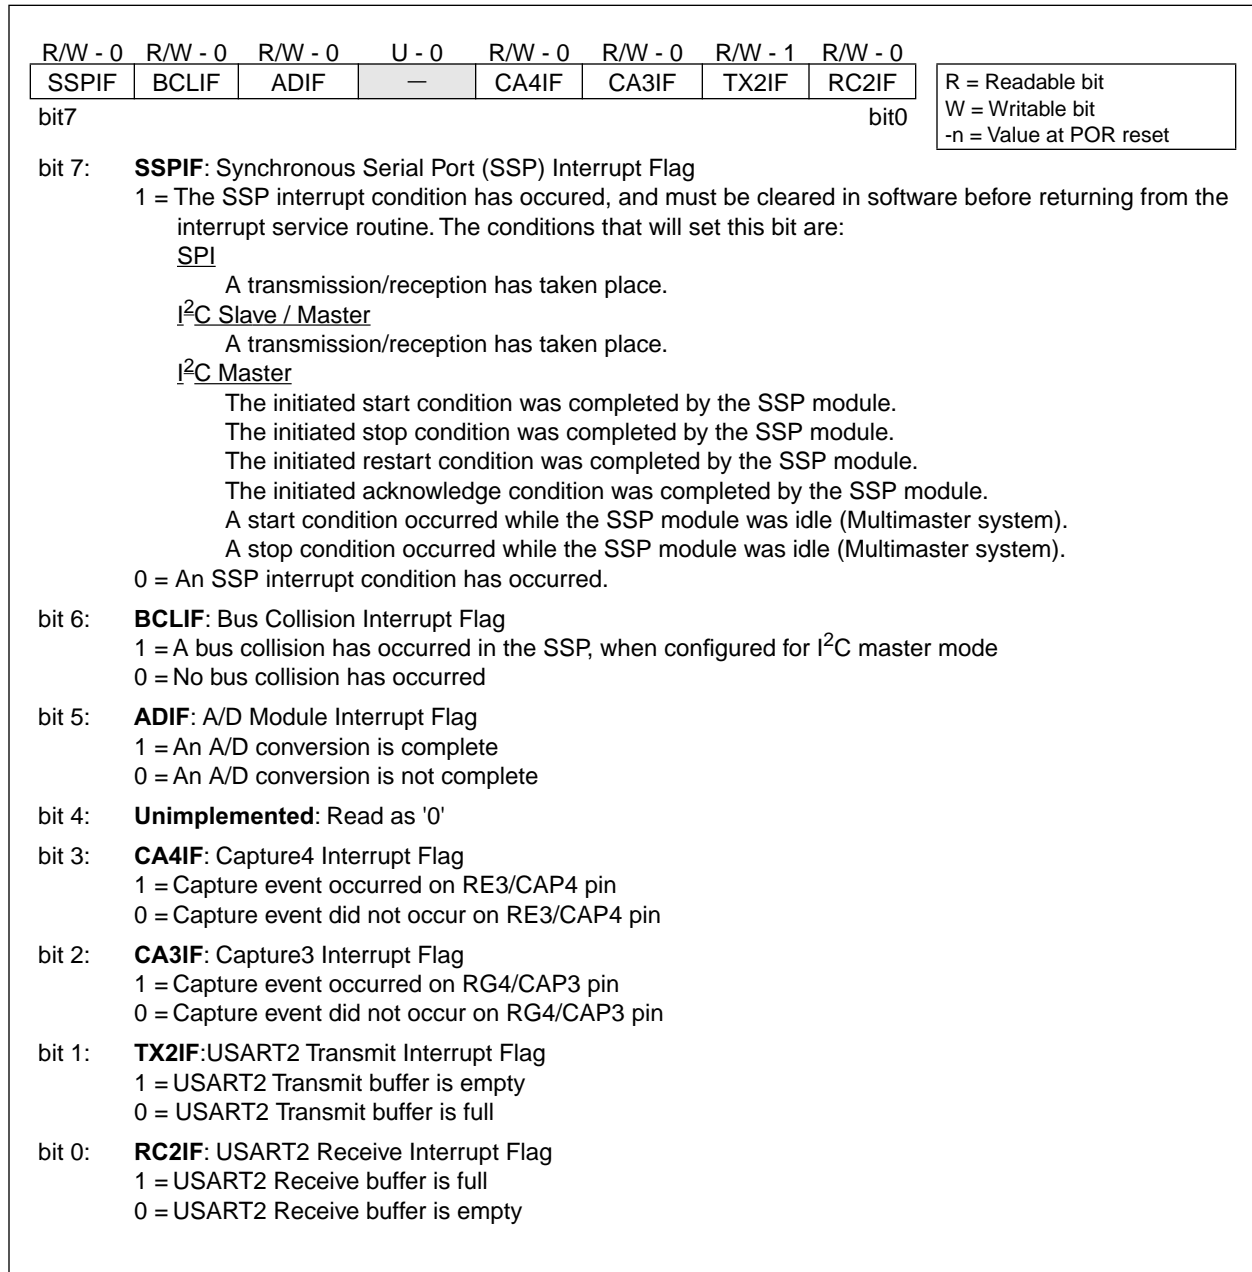 R/W - 0 R/W - 0 R/W - 0 U - 0 R/W - 0 R/W - 0 R/W - 1 R/W - 0
SSPIF BCLIF ADIF — CA4IF CA3IF TX2IF RC2IF
bit7 bit0
R = Readable bit
W = Writable bit
-n = Value at POR reset
bit 7: SSPIF: Synchronous Serial Port (SSP) Interrupt Flag
1 = The SSP interrupt condition has occured, and must be cleared in software before returning from the
interrupt service routine. The conditions that will set this bit are:
SPI
A transmission/reception has taken place.
I²C Slave / Master
A transmission/reception has taken place.
I²C Master
The initiated start condition was completed by the SSP module.
The initiated stop condition was completed by the SSP module.
The initiated restart condition was completed by the SSP module.
The initiated acknowledge condition was completed by the SSP module.
A start condition occurred while the SSP module was idle (Multimaster system).
A stop condition occurred while the SSP module was idle (Multimaster system).
0 = An SSP interrupt condition has occurred.
bit 6: BCLIF: Bus Collision Interrupt Flag
1 = A bus collision has occurred in the SSP, when configured for I²C master mode
0 = No bus collision has occurred
bit 5: ADIF: A/D Module Interrupt Flag
1 = An A/D conversion is complete
0 = An A/D conversion is not complete
bit 4: Unimplemented: Read as '0'
bit 3: CA4IF: Capture4 Interrupt Flag
1 = Capture event occurred on RE3/CAP4 pin
0 = Capture event did not occur on RE3/CAP4 pin
bit 2: CA3IF: Capture3 Interrupt Flag
1 = Capture event occurred on RG4/CAP3 pin
0 = Capture event did not occur on RG4/CAP3 pin
bit 1: TX2IF:USART2 Transmit Interrupt Flag
1 = USART2 Transmit buffer is empty
0 = USART2 Transmit buffer is full
bit 0: RC2IF: USART2 Receive Interrupt Flag
1 = USART2 Receive buffer is full
0 = USART2 Receive buffer is empty